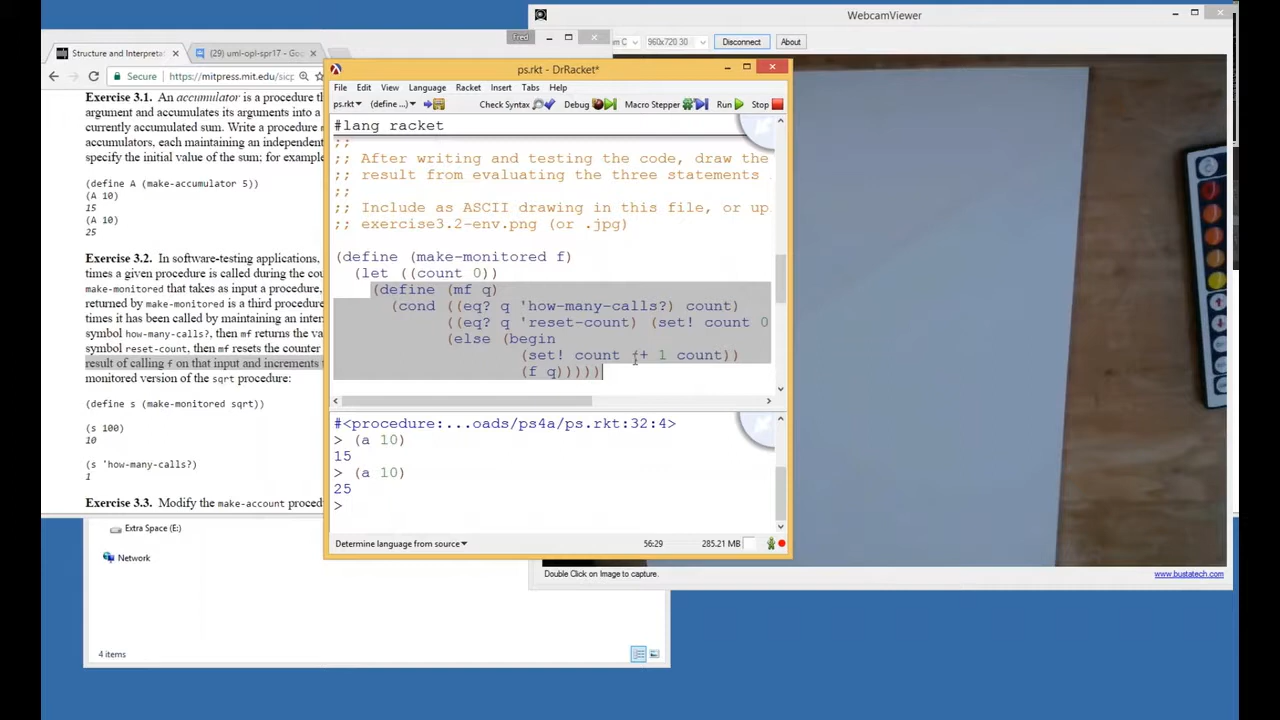 WebcamViewer
Fred
960x720 30
Disconnect
About
Structure and Interpreta
(29) uml-opl-spr17 - Goo
Secure
https://mitpress.mit.edu/sicp
Exercise 3.1. An accumulator is a procedure th
argument and accumulates its arguments into a
currently accumulated sum. Write a procedure m
accumulators, each maintaining an independent
specify the initial value of the sum; for example
(define A (make-accumulator 5))
(A 10)
15
(A 10)
25
Exercise 3.2. In software-testing applications,
times a given procedure is called during the cou
make-monitored that takes as input a procedure,
returned by make-monitored is a third procedure
times it has been called by maintaining an inter
symbol how-many-calls?, then mf returns the va
symbol reset-count, then mf resets the counter
result of calling f on that input and increments t
monitored version of the sqrt procedure:
(define s (make-monitored sqrt))
(s 100)
10
(s 'how-many-calls?)
1
Exercise 3.3. Modify the make-account proced
ps.rkt - DrRacket*
File Edit View Language Racket Insert Tabs Help
ps.rkt (define ...) Check Syntax Debug Macro Stepper Run Stop
#lang racket
;;
;; After writing and testing the code, draw the
;; result from evaluating the three statements
;;
;; Include as ASCII drawing in this file, or up
;; exercise3.2-env.png (or .jpg)
(define (make-monitored f)
(let ((count 0))
(define (mf q)
(cond ((eq? q 'how-many-calls?) count)
((eq? q 'reset-count) (set! count 0
(else (begin
(set! count (+ 1 count))
(f q)))))
#<procedure:...oads/ps4a/ps.rkt:32:4>
> (a 10)
15
> (a 10)
25
>
Determine language from source
56:29
285.21 MB
Extra Space (E:)
Network
4 items
Double Click on Image to capture.
www.bustatech.com